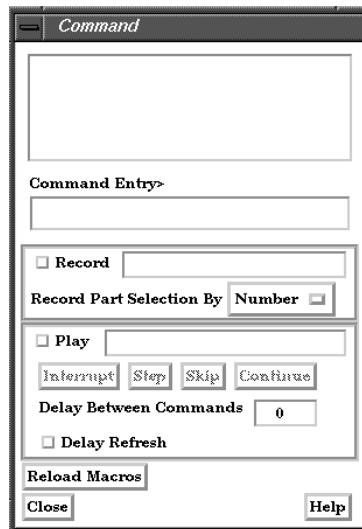 Command
Command Entry>
Record
Record Part Selection By Number
Play
Interrupt Step Skip Continue
Delay Between Commands 0
Delay Refresh
Reload Macros
Close Help